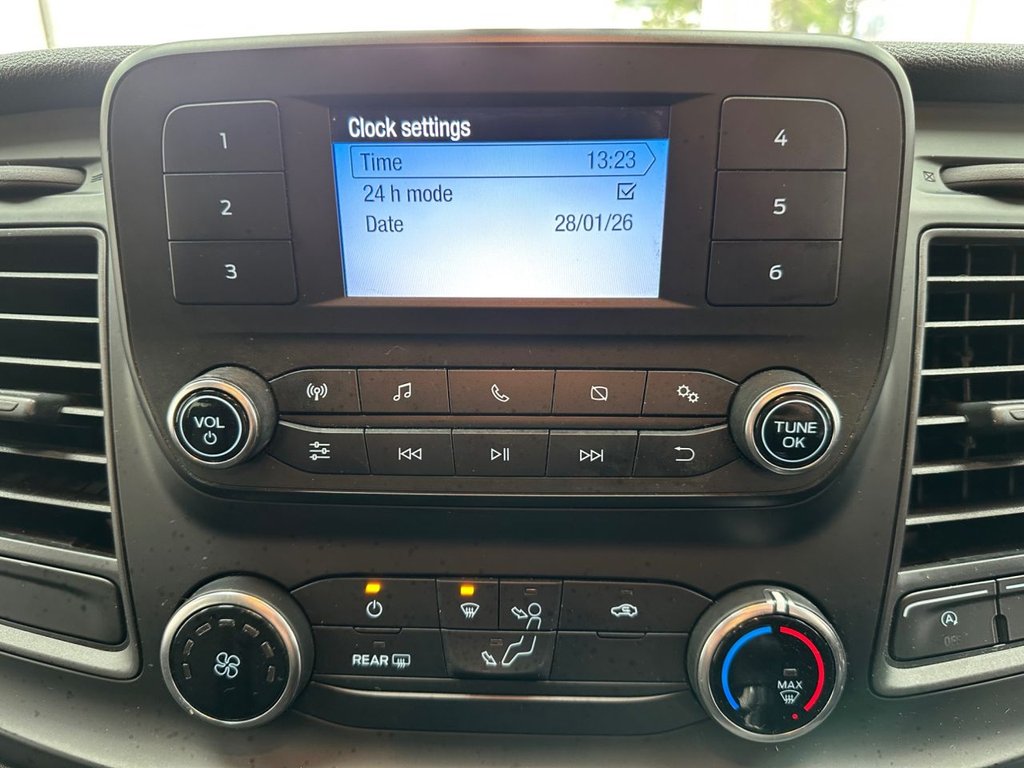 Clock settings
Time 13:23
24 h mode
Date 28/01/26
1
2
3
4
5
6
VOL
TUNE
OK
REAR
MAX
A
OFF